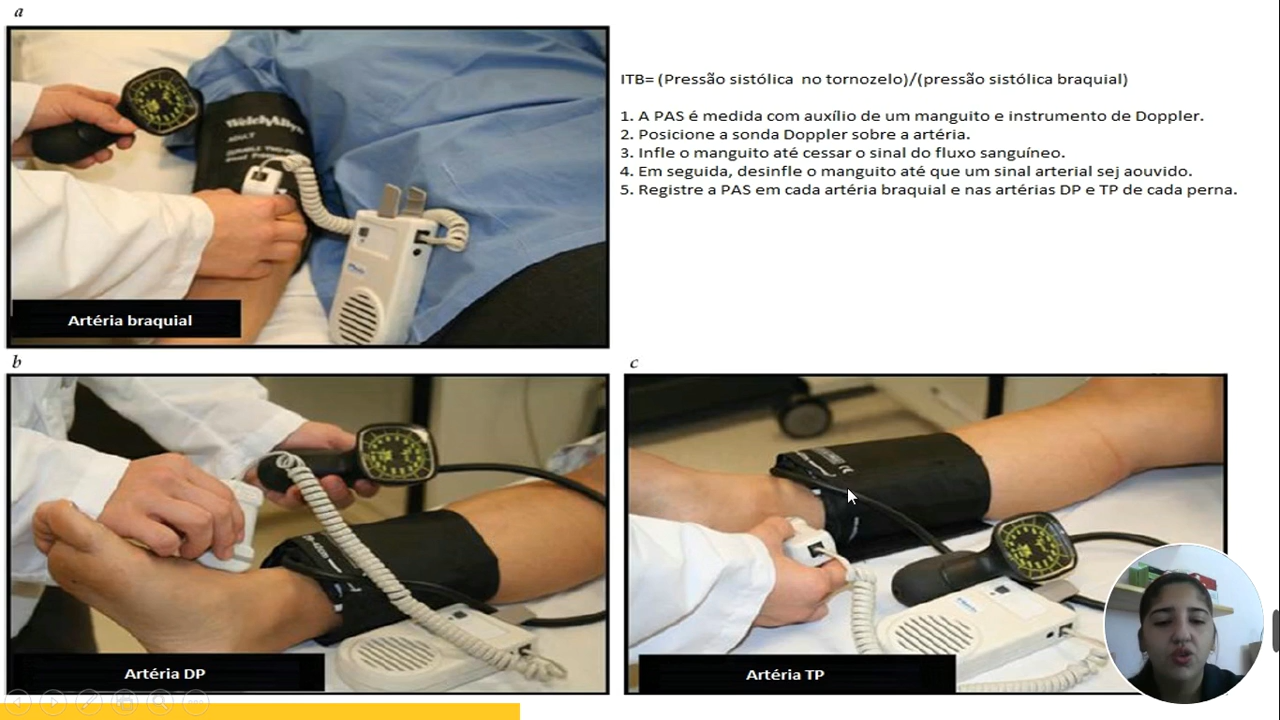 a
ITB= (Pressão sistólica no tornozelo)/(pressão sistólica braquial)
1. A PAS é medida com auxílio de um manguito e instrumento de Doppler.
2. Posicione a sonda Doppler sobre a artéria.
3. Infle o manguito até cessar o sinal do fluxo sanguíneo.
4. Em seguida, desinfle o manguito até que um sinal arterial sej aouvido.
5. Registre a PAS em cada artéria braquial e nas artérias DP e TP de cada perna.
WelchAllyn
ADULT
Artéria braquial
b
c
Artéria DP
Artéria TP